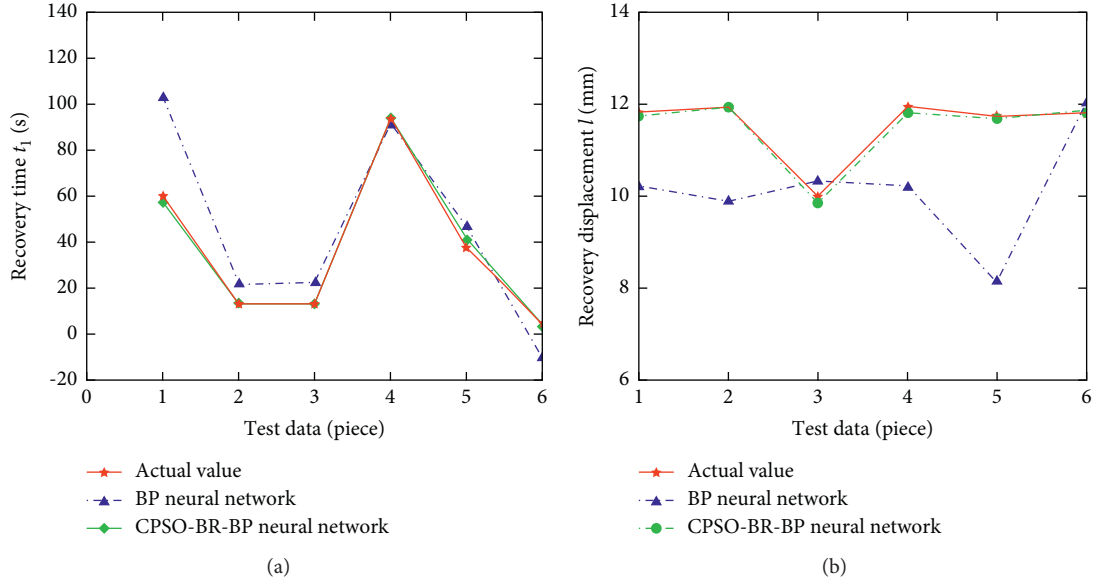 140
120
100
80
60
40
20
0
-20
Recovery time t₁ (s)
0 1 2 3 4 5 6
Test data (piece)
Actual value
BP neural network
CPSO-BR-BP neural network
(a)
14
12
10
8
6
Recovery displacement l (mm)
1 2 3 4 5 6
Test data (piece)
Actual value
BP neural network
CPSO-BR-BP neural network
(b)